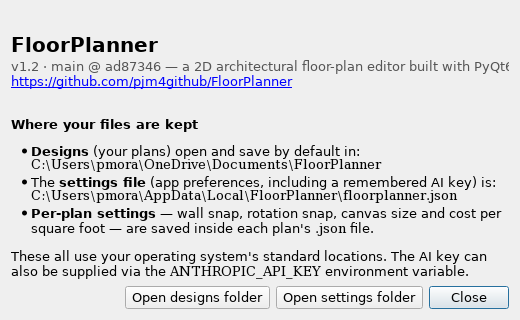 FloorPlanner
v1.2 · main @ ad87346 — a 2D architectural floor-plan editor built with PyQt6
https://github.com/pjm4github/FloorPlanner
Where your files are kept
• Designs (your plans) open and save by default in:
C:\Users\pmora\OneDrive\Documents\FloorPlanner
• The settings file (app preferences, including a remembered AI key) is:
C:\Users\pmora\AppData\Local\FloorPlanner\floorplanner.json
• Per-plan settings — wall snap, rotation snap, canvas size and cost per
square foot — are saved inside each plan's .json file.
These all use your operating system's standard locations. The AI key can
also be supplied via the ANTHROPIC_API_KEY environment variable.
Open designs folder
Open settings folder
Close